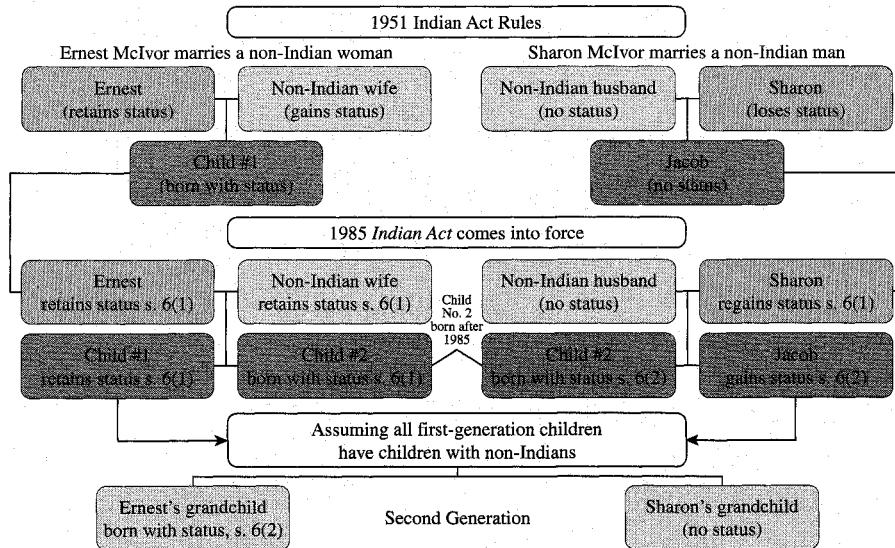 1951 Indian Act Rules
Ernest McIvor marries a non-Indian woman
Sharon McIvor marries a non-Indian man
Ernest
(retains status)
Non-Indian wife
(gains status)
Non-Indian husband
(no status)
Sharon
(loses status)
Child #1
(born with status)
Jacob
(no status)
1985 Indian Act comes into force
Ernest
retains status s. 6(1)
Non-Indian wife
retains status s. 6(1)
Child
No. 2
born after
1985
Non-Indian husband
(no status)
Sharon
regains status s. 6(1)
Child #1
retains status s. 6(1)
Child #2
born with status s. 6(1)
Child #2
born with status s. 6(2)
Jacob
gains status s. 6(2)
Assuming all first-generation children
have children with non-Indians
Ernest's grandchild
born with status, s. 6(2)
Second Generation
Sharon's grandchild
(no status)